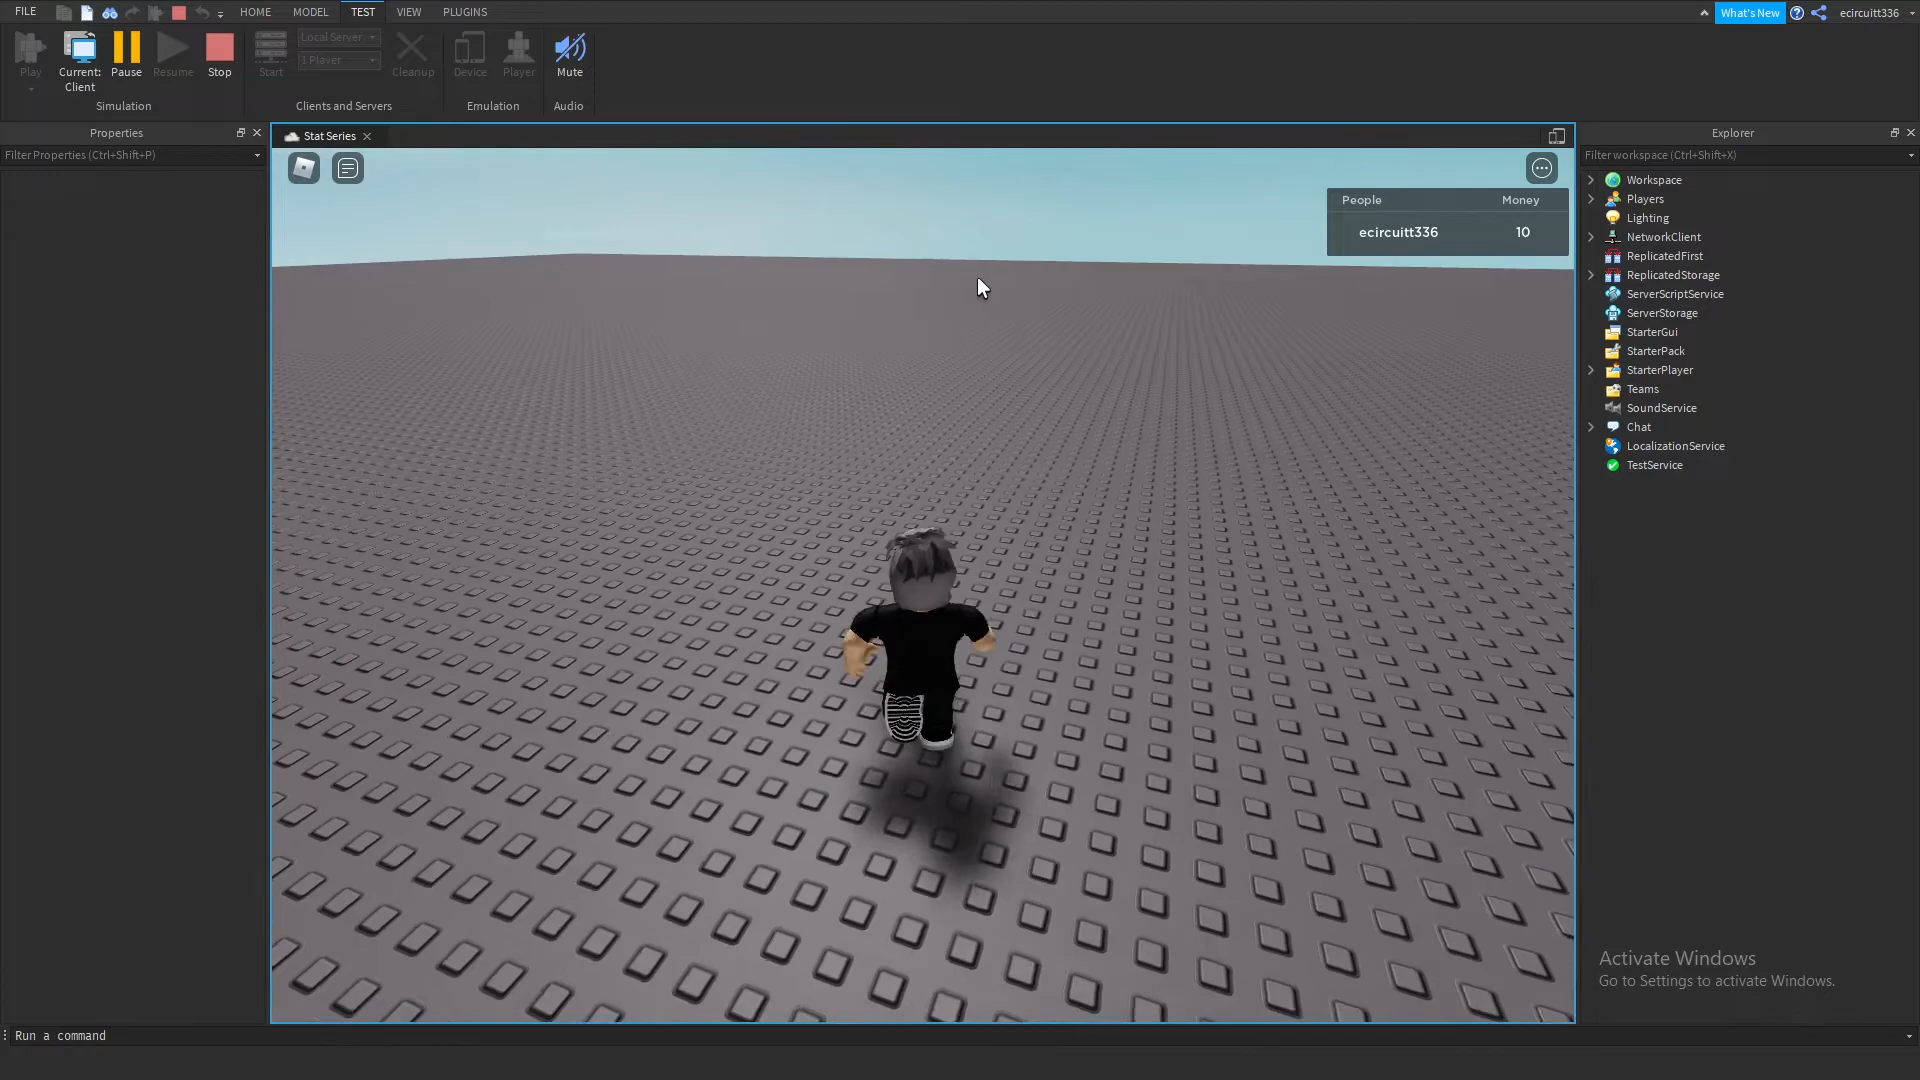 FILE
HOME
MODEL
TEST
VIEW
PLUGINS
What's New
ecircuitt336
Play
Current:
Client
Pause
Resume
Stop
Simulation
Start
Local Server
1 Player
Cleanup
Clients and Servers
Device
Player
Emulation
Mute
Audio
Properties
Filter Properties (Ctrl+Shift+P)
Stat Series
People Money
ecircuitt336 10
Explorer
Filter workspace (Ctrl+Shift+X)
Workspace
Players
Lighting
NetworkClient
ReplicatedFirst
ReplicatedStorage
ServerScriptService
ServerStorage
StarterGui
StarterPack
StarterPlayer
Teams
SoundService
Chat
LocalizationService
TestService
Activate Windows
Go to Settings to activate Windows.
Run a command